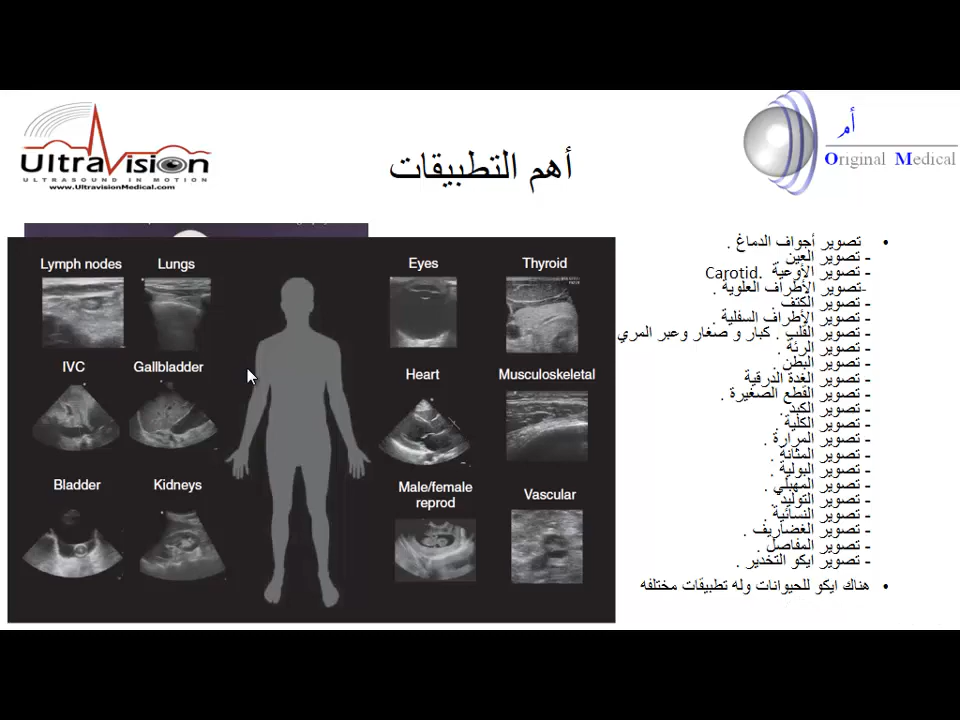 UltraVision
ULTRASOUND IN MOTION
www.UltravisionMedical.com
أهم التطبيقات
أم
Original Medical
Lymph nodes
Lungs
Eyes
Thyroid
IVC
Gallbladder
Heart
Musculoskeletal
Bladder
Kidneys
Male/female
reprod
Vascular
• تصوير أجواف الدماغ .
- تصوير العين .
- تصوير الأوعية .Carotid
-تصوير الأطراف العلوية .
- تصوير الكتف .
- تصوير الأطراف السفلية .
- تصوير القلب . كبار و صغار وعبر المري
- تصوير الرئة .
- تصوير البطن .
- تصوير الغدة الدرقية
- تصوير القطع الصغيرة .
- تصوير الكبد .
- تصوير الكلية .
- تصوير المرارة .
- تصوير المثانة .
- تصوير البولية .
- تصوير المهبلي .
- تصوير التوليد .
- تصوير النسائية .
- تصوير الغضاريف .
- تصوير المفاصل .
- تصوير ايكو التخدير .
• هناك ايكو للحيوانات وله تطبيقات مختلفه